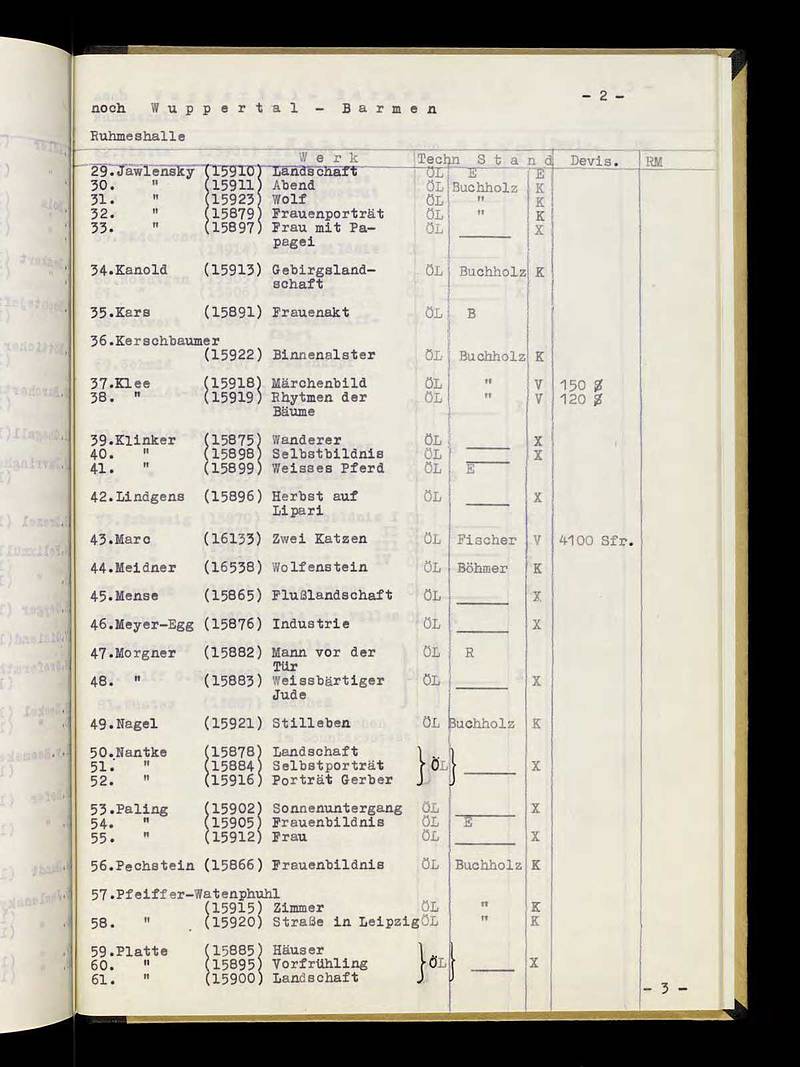 - 2 -
noch Wuppertal - Barmen
Ruhmeshalle
Werk Techn Stand Devis. RM
29.Jawlensky (15910) Landschaft ÖL E E
30. " (15911) Abend ÖL Buchholz K
31. " (15923) Wolf ÖL " K
32. " (15879) Frauenporträt ÖL " K
33. " (15897) Frau mit Pa- ÖL ______ X
pagei
34.Kanold (15913) Gebirgsland- ÖL Buchholz K
schaft
35.Kars (15891) Frauenakt ÖL B
36.Kerschbaumer
(15922) Binnenalster ÖL Buchholz K
37.Klee (15918) Märchenbild ÖL " V 150 $
38. " (15919) Rhytmen der ÖL " V 120 $
Bäume
39.Klinker (15875) Wanderer ÖL ______ X
40. " (15898) Selbstbildnis ÖL ______ X
41. " (15899) Weisses Pferd ÖL E
42.Lindgens (15896) Herbst auf ÖL ______ X
Lipari
43.Marc (16133) Zwei Katzen ÖL Fischer V 4100 Sfr.
44.Meidner (16538) Wolfenstein ÖL Böhmer K
45.Mense (15865) Flußlandschaft ÖL ______ X
46.Meyer-Egg (15876) Industrie ÖL ______ X
47.Morgner (15882) Mann vor der ÖL R
Tür
48. " (15883) Weissbärtiger ÖL ______ X
Jude
49.Nagel (15921) Stilleben ÖL Buchholz K
50.Nantke (15878) Landschaft
51. " (15884) Selbstporträt } ÖL } ______ X
52. " (15916) Porträt Gerber
53.Paling (15902) Sonnenuntergang ÖL ______ X
54. " (15905) Frauenbildnis ÖL E
55. " (15912) Frau ÖL ______ X
56.Pechstein (15866) Frauenbildnis ÖL Buchholz K
57.Pfeiffer-Watenphuhl
(15915) Zimmer ÖL " K
58. " (15920) Straße in Leipzig ÖL " K
59.Platte (15885) Häuser
60. " (15895) Vorfrühling } ÖL } ______ X
61. " (15900) Landschaft
- 3 -